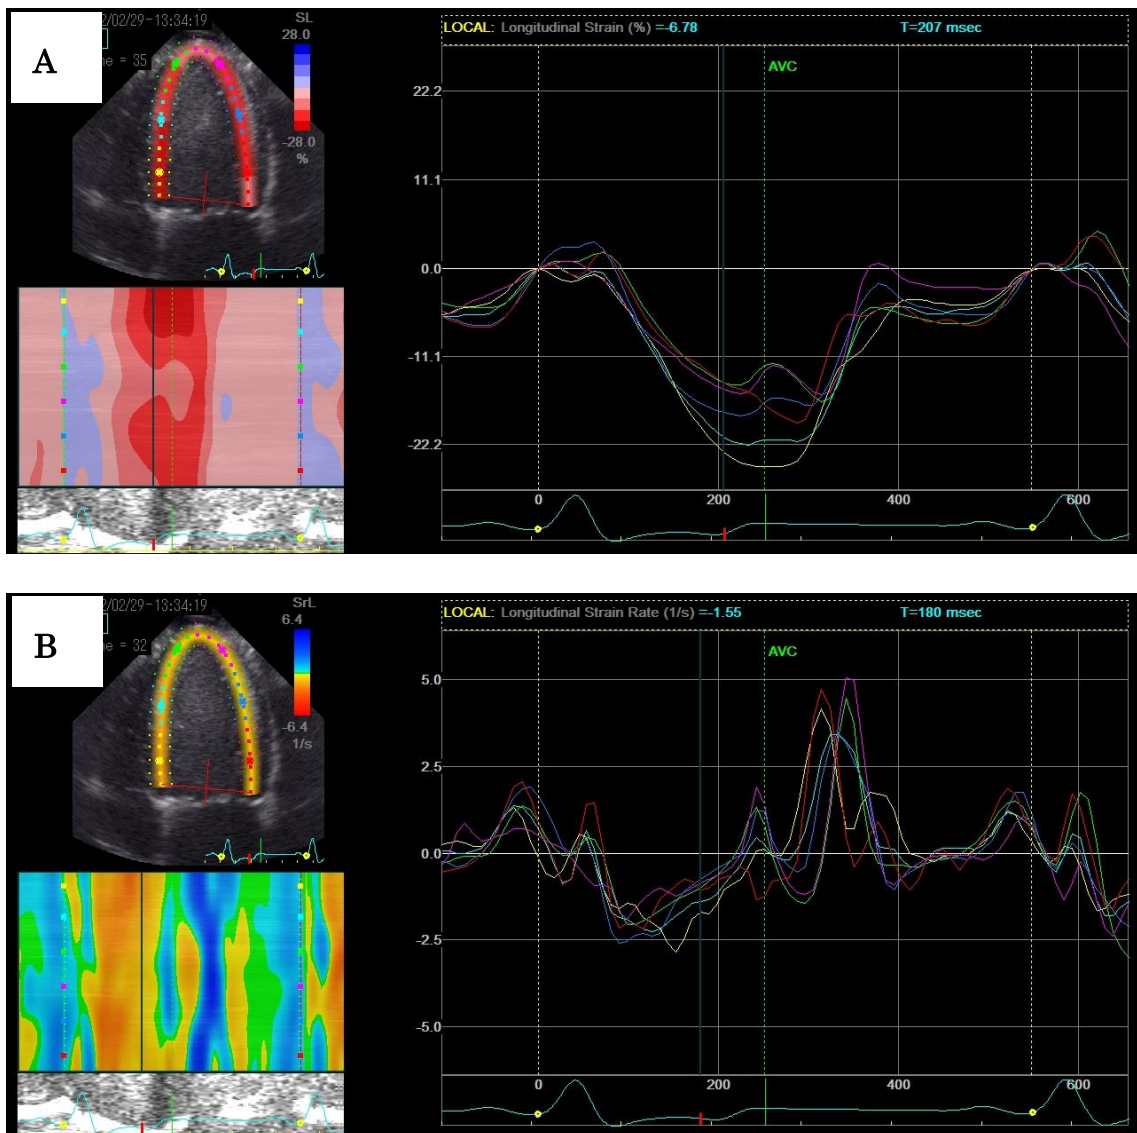 A
2/02/29-13:34:19
me = 35
SL
28.0
-28.0
%
LOCAL: Longitudinal Strain (%) =-6.78 T=207 msec
AVC
22.2
11.1
0.0
-11.1
-22.2
0 200 400 600
B
2/02/29-13:34:19
me = 32
SrL
6.4
-6.4
1/s
LOCAL: Longitudinal Strain Rate (1/s) =-1.55 T=180 msec
AVC
5.0
2.5
0.0
-2.5
-5.0
0 200 400 600